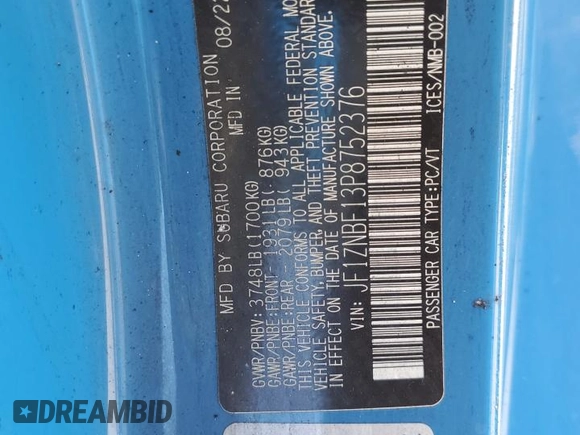 MFD BY SUBARU CORPORATION 08/22
MFD.IN
GVWR/PNBV: 3748LB(1700KG)
GAWR/PNBE:FRONT- 1931LB( 876KG)
GAWR/PNBE:REAR - 2079LB( 943KG)
THIS VEHICLE CONFORMS TO ALL APPLICABLE FEDERAL MO
VEHICLE SAFETY, BUMPER, AND THEFT PREVENTION STANDARDS
IN EFFECT ON THE DATE OF MANUFACTURE SHOWN ABOVE.
VIN: JF1ZNBF13P8752376
PASSENGER CAR TYPE:PC/VT ICES/NMB-002
DREAMBID